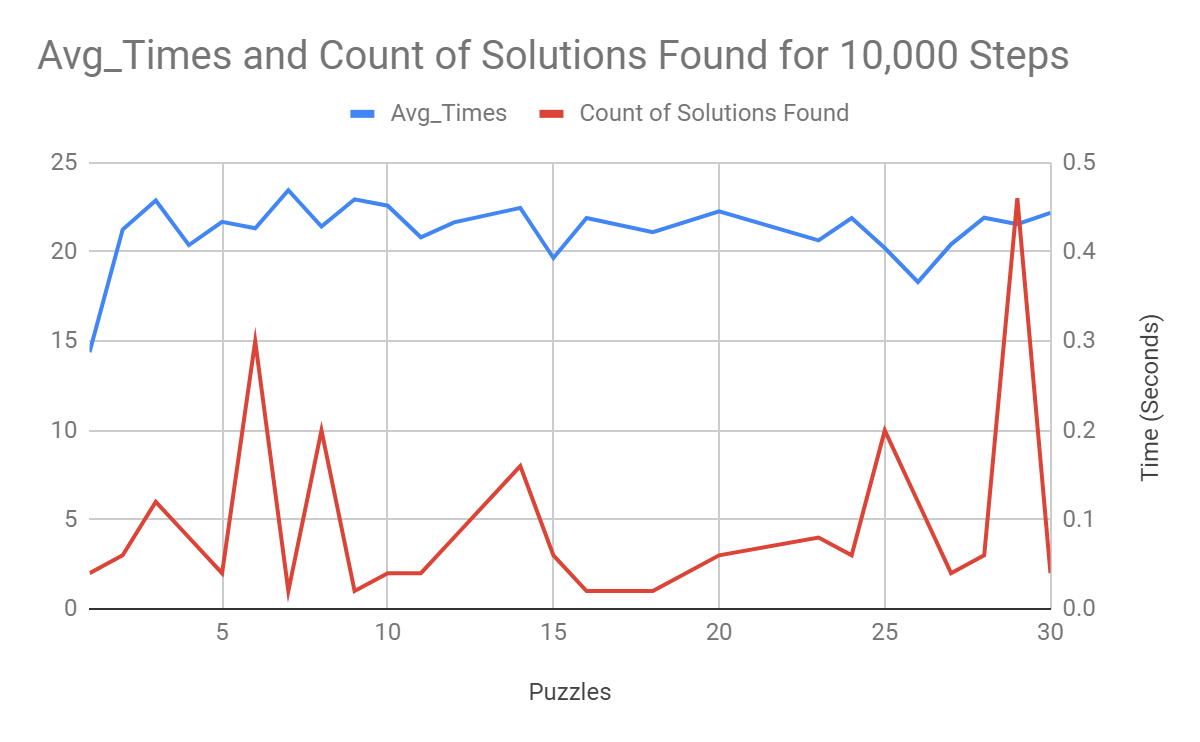 Avg_Times and Count of Solutions Found for 10,000 Steps
Avg_Times Count of Solutions Found
25 0.5
20 0.4
15 0.3
10 0.2
5 0.1
0 0.0
Time (Seconds)
5 10 15 20 25 30
Puzzles